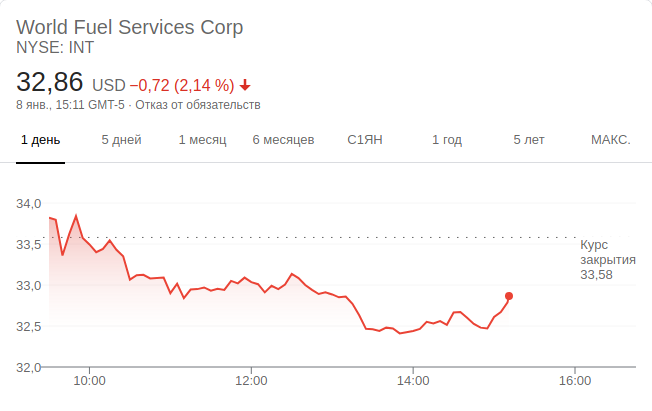 World Fuel Services Corp
NYSE: INT
32,86 USD −0,72 (2,14 %)
8 янв., 15:11 GMT-5 · Отказ от обязательств
1 день 5 дней 1 месяц 6 месяцев С1ЯН 1 год 5 лет МАКС.
34,0
33,5
Курс
закрытия
33,58
33,0
32,5
32,0
10:00 12:00 14:00 16:00